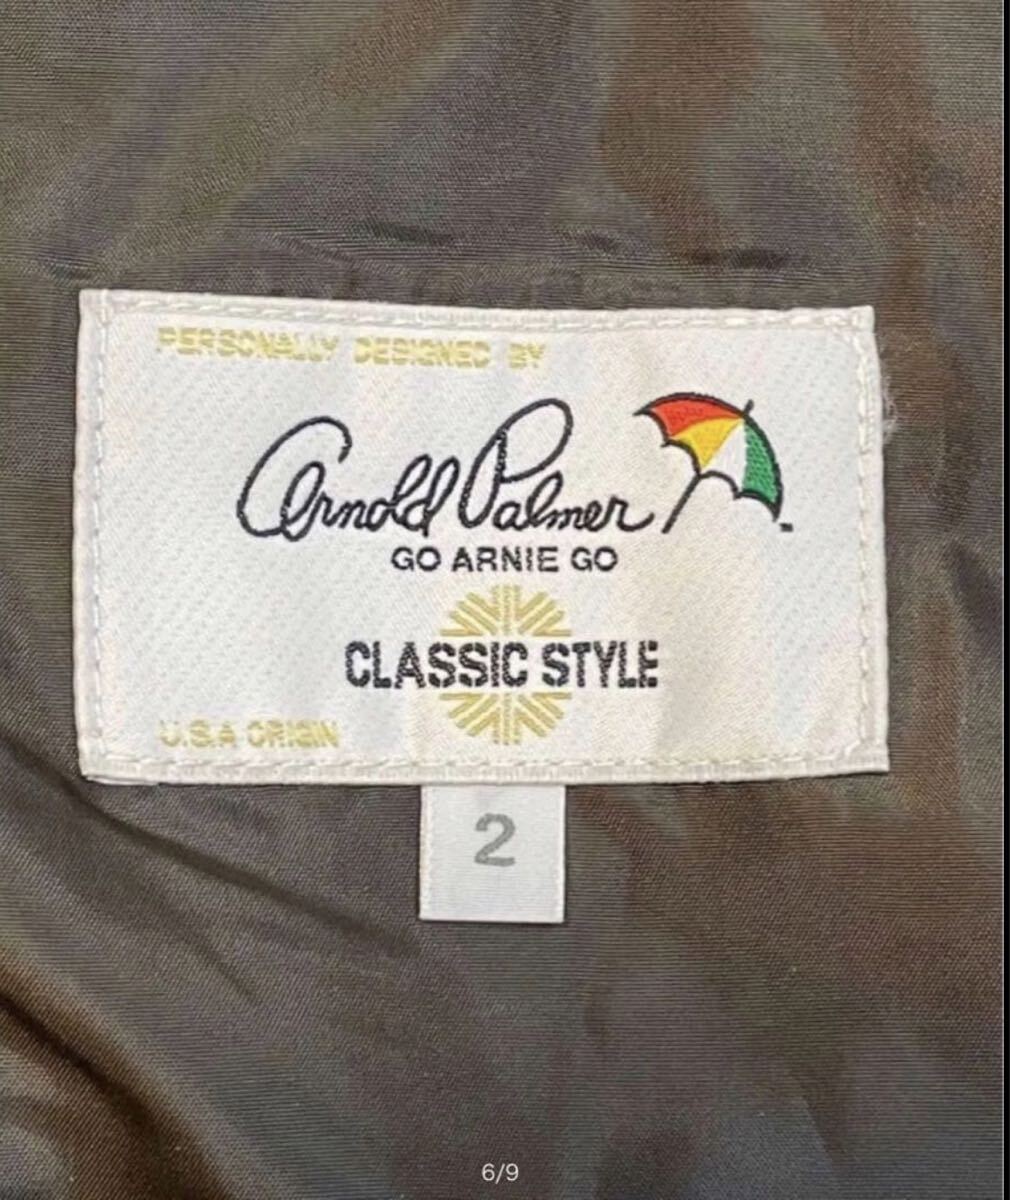 PERSONALLY DESIGNED BY
Arnold Palmer
GO ARNIE GO
CLASSIC STYLE
U.S.A ORIGIN
2
6/9